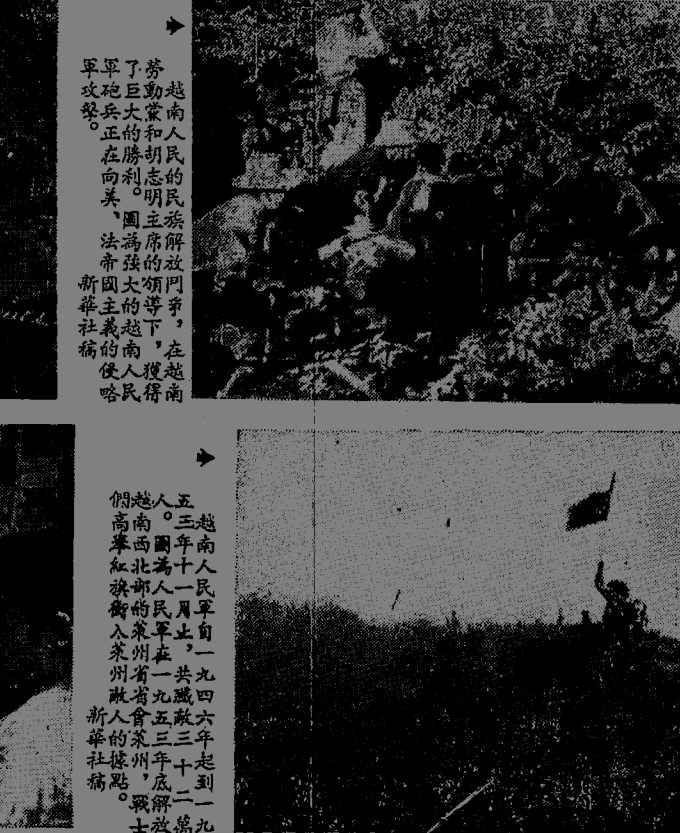 越南人民的民族解放鬥爭，在越南
勞動黨和胡志明主席的領導下，獲得
了巨大的勝利。圖為強大的越南人民
軍砲兵正在向美、法帝國主義的侵略
軍攻擊。
新華社稿
越南人民軍自一九四六年起到一九
五三年十一月止，共殲敵三十二萬
人。圖為人民軍在一九五三年底解放
越南西北部的萊州省省會萊州，戰士
們高舉紅旗衝入萊州敵人的據點。
新華社稿